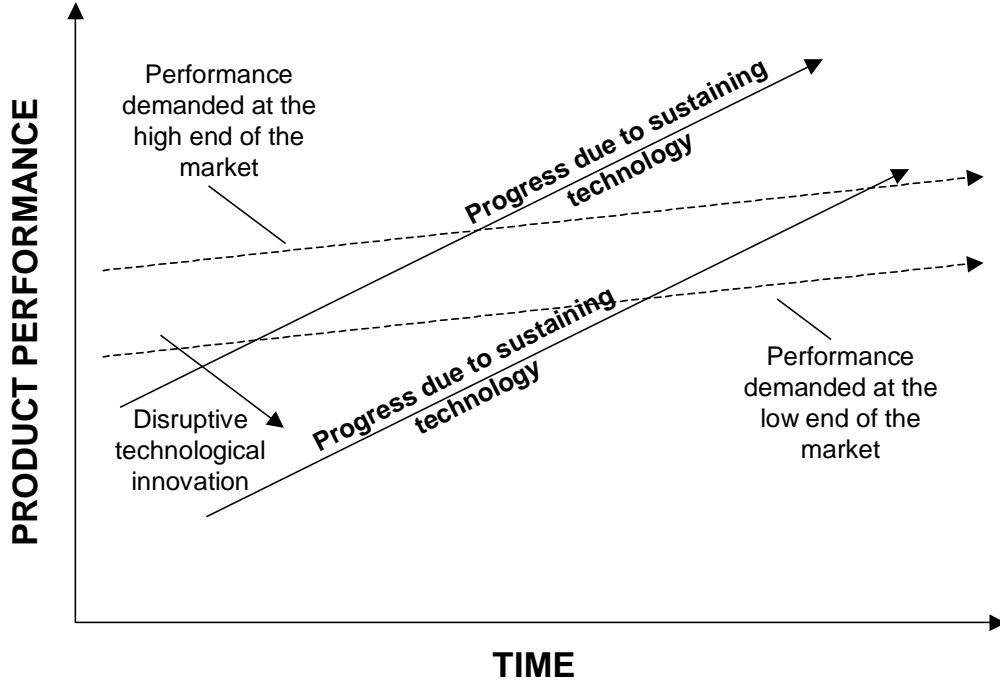 Performance
demanded at the
high end of the
market
Progress due to sustaining
technology
PRODUCT PERFORMANCE
Progress due to sustaining
technology
Performance
demanded at the
low end of the
market
Disruptive
technological
innovation
TIME